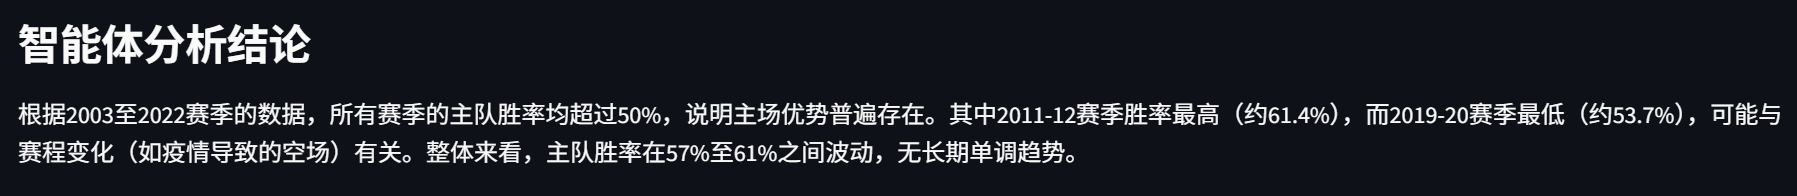 智能体分析结论
根据2003至2022赛季的数据，所有赛季的主队胜率均超过50%，说明主场优势普遍存在。其中2011-12赛季胜率最高（约61.4%），而2019-20赛季最低（约53.7%），可能与
赛程变化（如疫情导致的空场）有关。整体来看，主队胜率在57%至61%之间波动，无长期单调趋势。